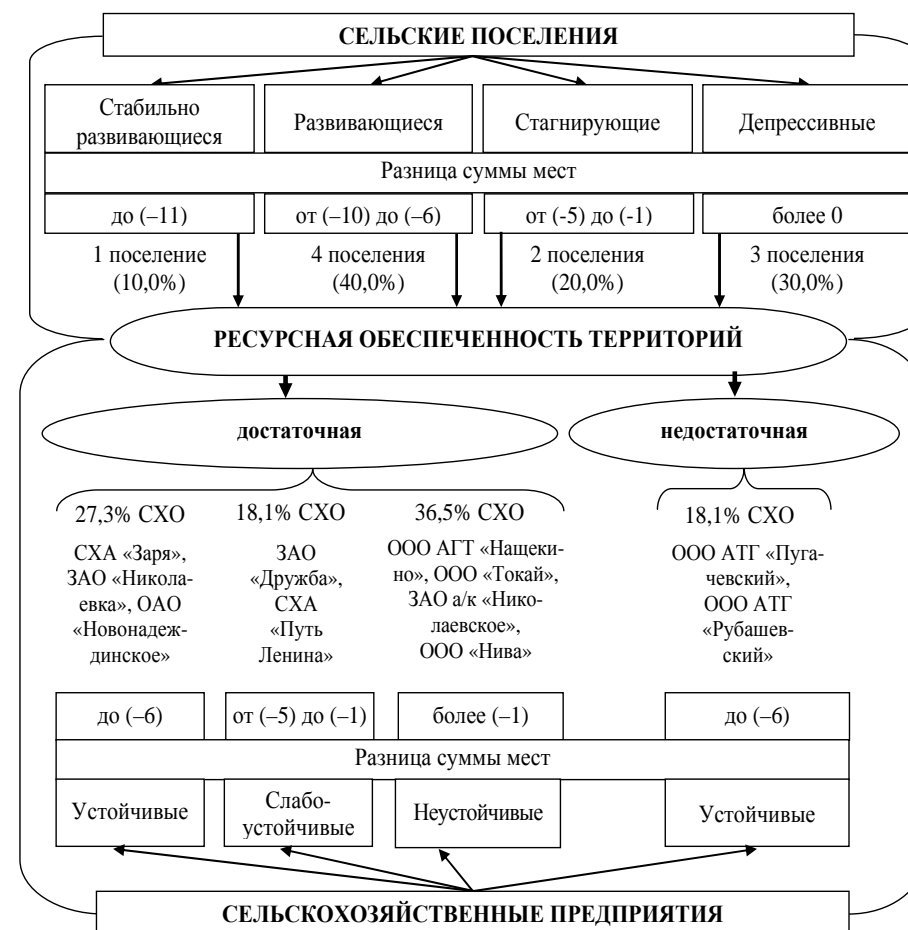 СЕЛЬСКИЕ ПОСЕЛЕНИЯ
Стабильно
развивающиеся
Развивающиеся
Стагнирующие
Депрессивные
Разница суммы мест
до (–11)
от (–10) до (–6)
от (-5) до (-1)
более 0
1 поселение
(10,0%)
4 поселения
(40,0%)
2 поселения
(20,0%)
3 поселения
(30,0%)
РЕСУРСНАЯ ОБЕСПЕЧЕННОСТЬ ТЕРРИТОРИЙ
достаточная
недостаточная
27,3% СХО
СХА «Заря»,
ЗАО «Никола-
евка», ОАО
«Новонадеж-
динское»
18,1% СХО
ЗАО
«Дружба»,
СХА
«Путь
Ленина»
36,5% СХО
ООО АГТ «Нащеки-
но», ООО «Токай»,
ЗАО а/к «Нико-
лаевское»,
ООО «Нива»
18,1% СХО
ООО АТГ «Пуга-
чевский»,
ООО АТГ
«Рубашев-
ский»
до (–6)
от (–5) до (–1)
более (–1)
до (–6)
Разница суммы мест
Устойчивые
Слабо-
устойчивые
Неустойчивые
Устойчивые
СЕЛЬСКОХОЗЯЙСТВЕННЫЕ ПРЕДПРИЯТИЯ